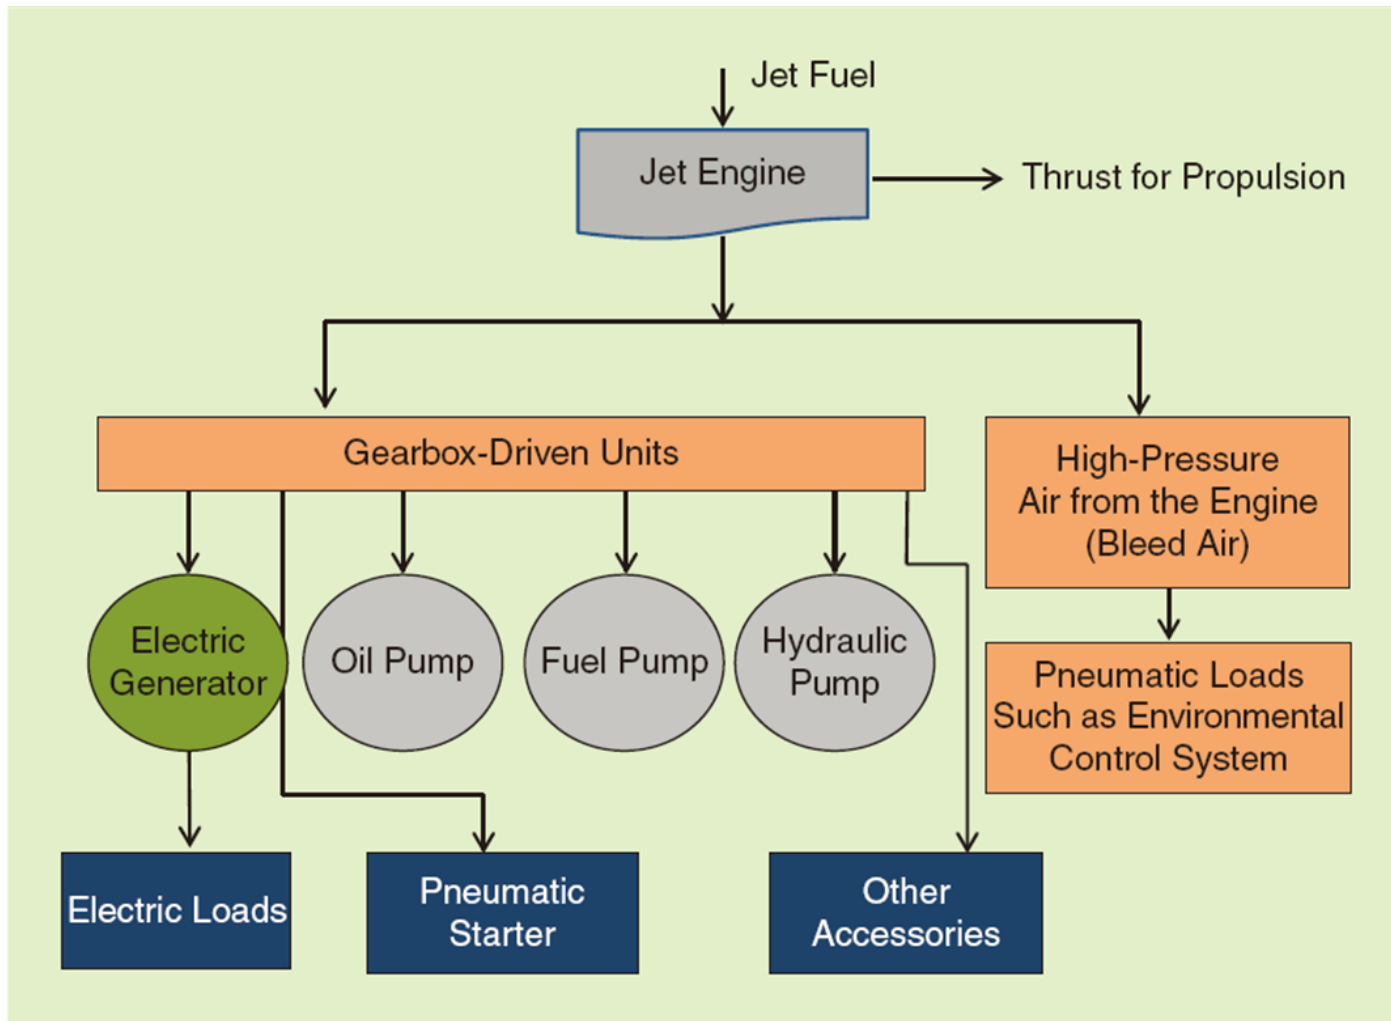 Jet Fuel
Jet Engine
Thrust for Propulsion
Gearbox-Driven Units
High-Pressure
Air from the Engine
(Bleed Air)
Electric
Generator
Oil Pump
Fuel Pump
Hydraulic
Pump
Pneumatic Loads
Such as Environmental
Control System
Electric Loads
Pneumatic
Starter
Other
Accessories